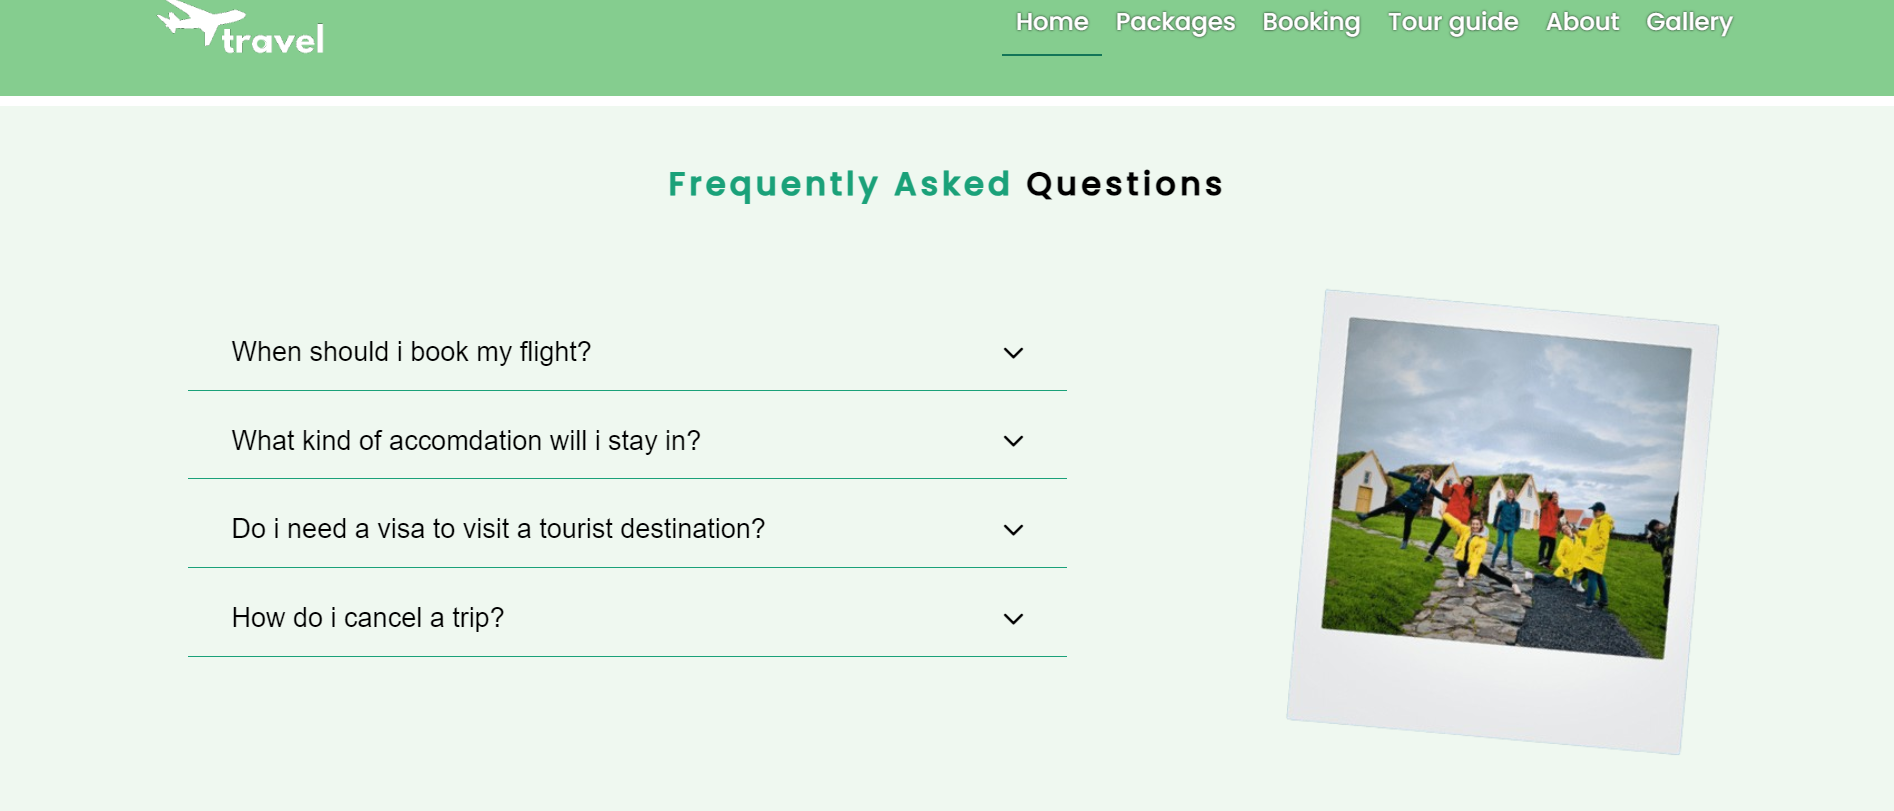 travel
Home Packages Booking Tour guide About Gallery
Frequently Asked Questions
When should i book my flight?
What kind of accomdation will i stay in?
Do i need a visa to visit a tourist destination?
How do i cancel a trip?